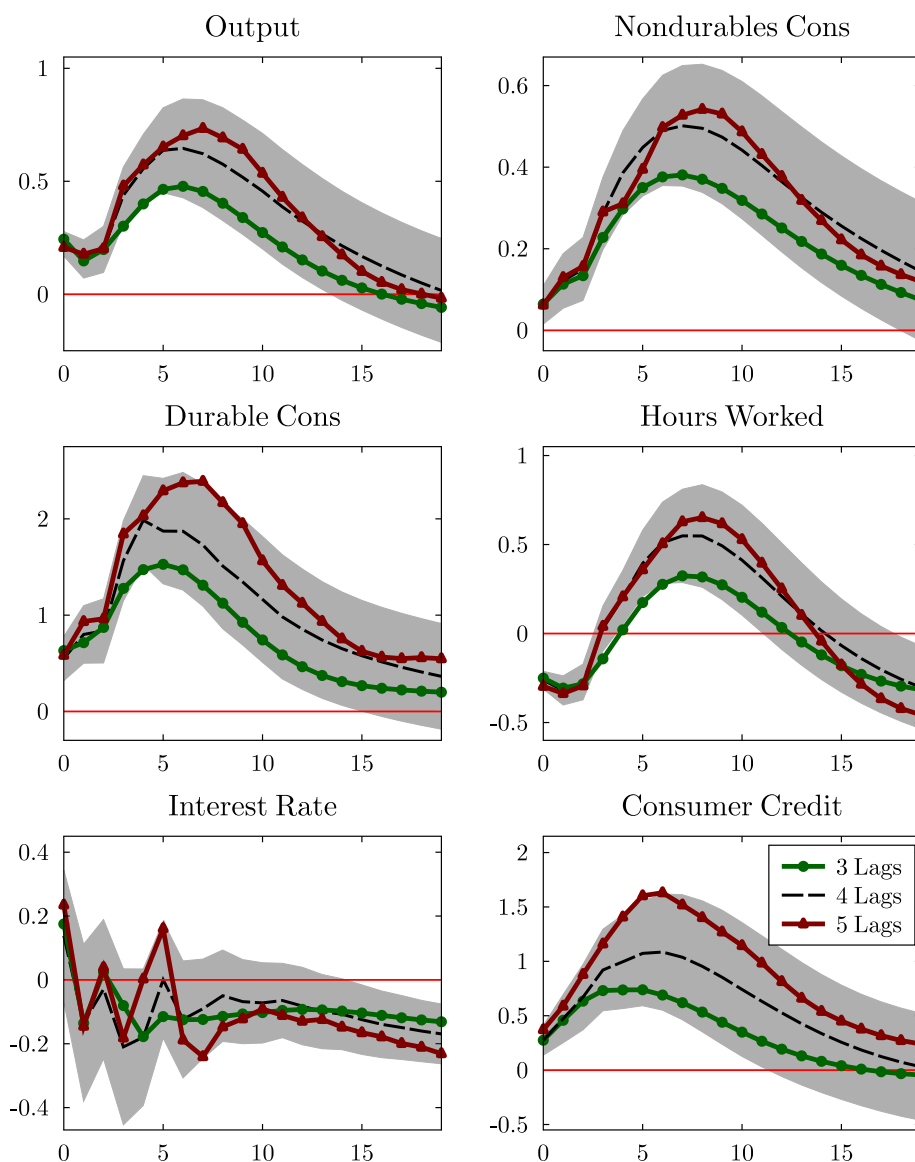 Output
1
0.5
0
0 5 10 15
Nondurables Cons
0.6
0.4
0.2
0
0 5 10 15
Durable Cons
2
1
0
0 5 10 15
Hours Worked
1
0.5
0
-0.5
0 5 10 15
Interest Rate
0.4
0.2
0
-0.2
-0.4
0 5 10 15
Consumer Credit
2
1.5
1
0.5
0
-0.5
0 5 10 15
3 Lags
4 Lags
5 Lags